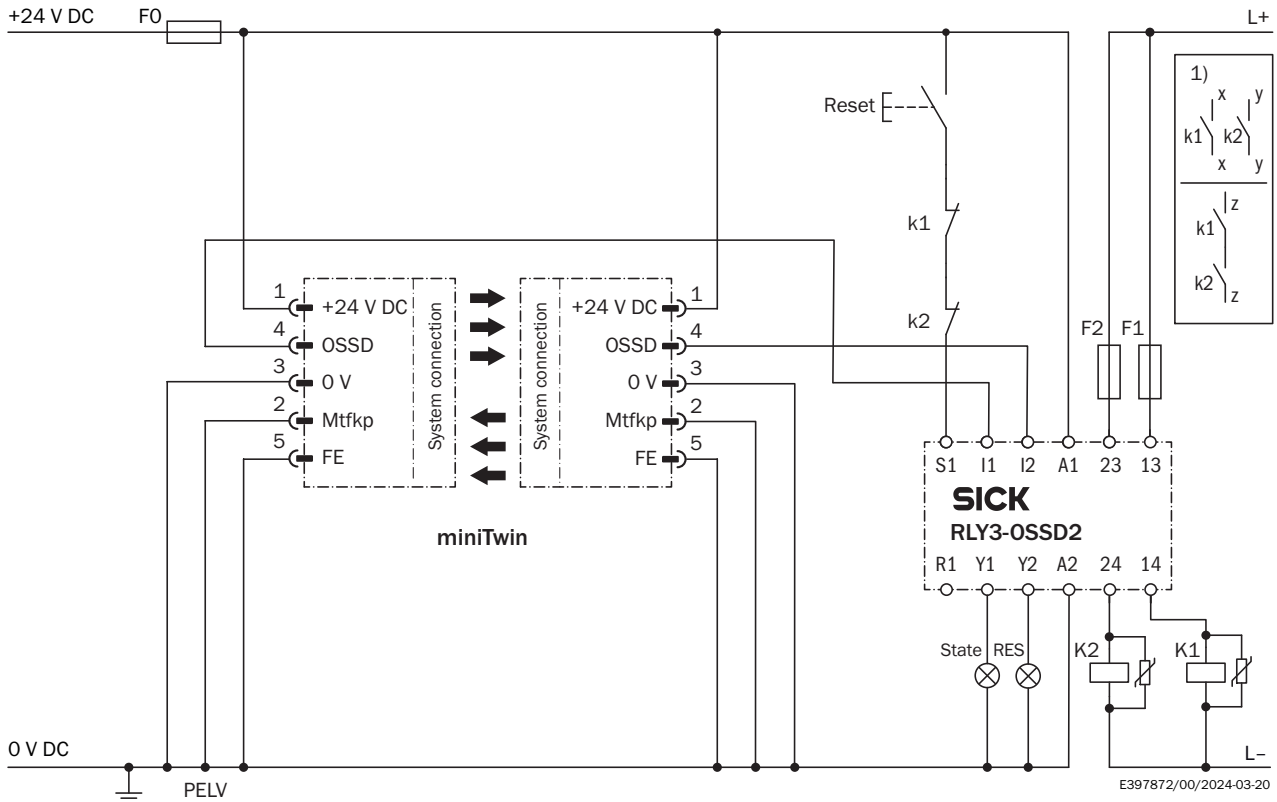 +24 V DC
F0
L+
1)
x y
k1 k2
x y
z
k1
k2
z
Reset
k1
k2
F2 F1
1 +24 V DC
4 OSSD
3 0 V
2 Mtfkp
5 FE
System connection
System connection
+24 V DC 1
OSSD 4
0 V 3
Mtfkp 2
FE 5
miniTwin
S1 I1 I2 A1 23 13
SICK
RLY3-OSSD2
R1 Y1 Y2 A2 24 14
State RES
K2 K1
0 V DC
PELV
L–
E397872/00/2024-03-20